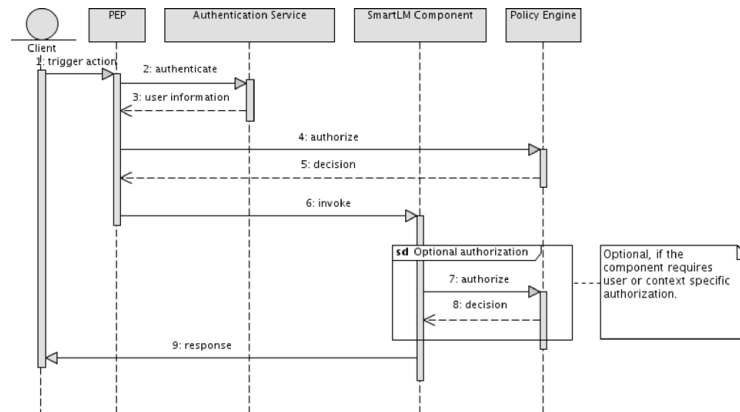 PEP
Authentication Service
SmartLM Component
Policy Engine
Client
1: trigger action
2: authenticate
3: user information
4: authorize
5: decision
6: invoke
sd Optional authorization
Optional, if the
component requires
user or context specific
authorization.
7: authorize
8: decision
9: response